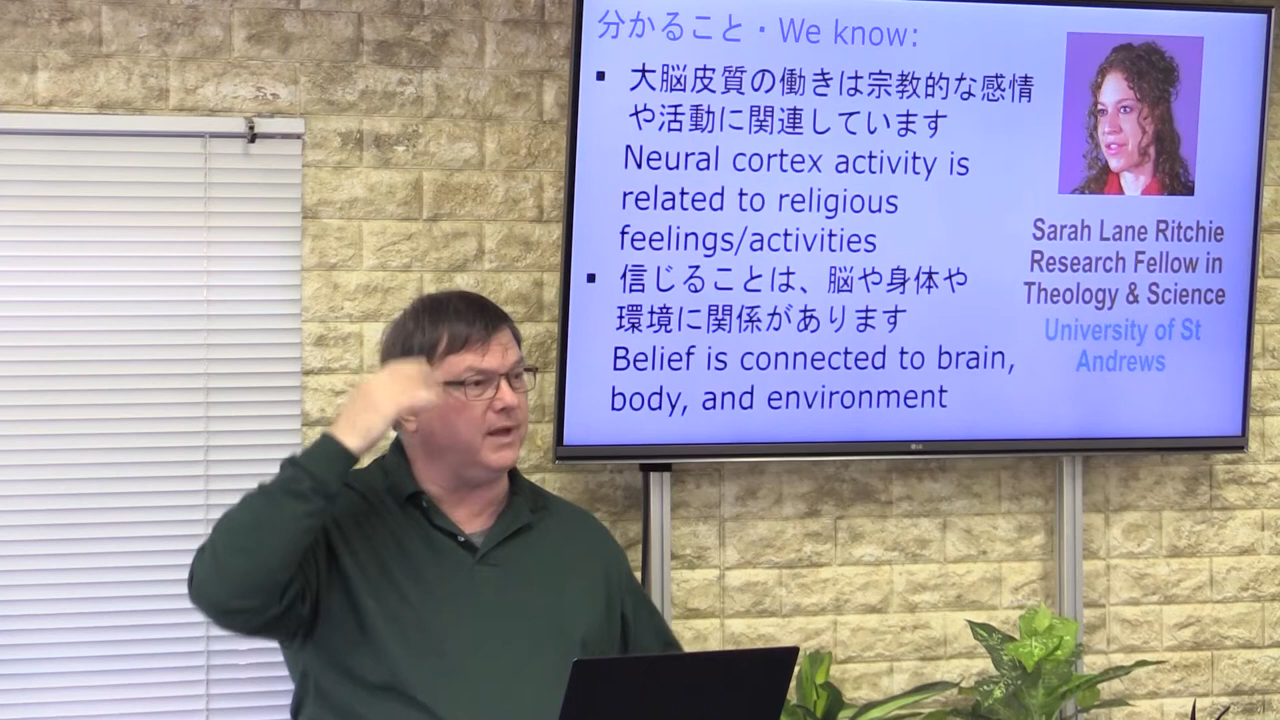 分かること・We know:
▪ 大脳皮質の働きは宗教的な感情
や活動に関連しています
Neural cortex activity is
related to religious
feelings/activities
▪ 信じることは、脳や身体や
環境に関係があります
Belief is connected to brain,
body, and environment
Sarah Lane Ritchie
Research Fellow in
Theology & Science
University of St
Andrews
LG